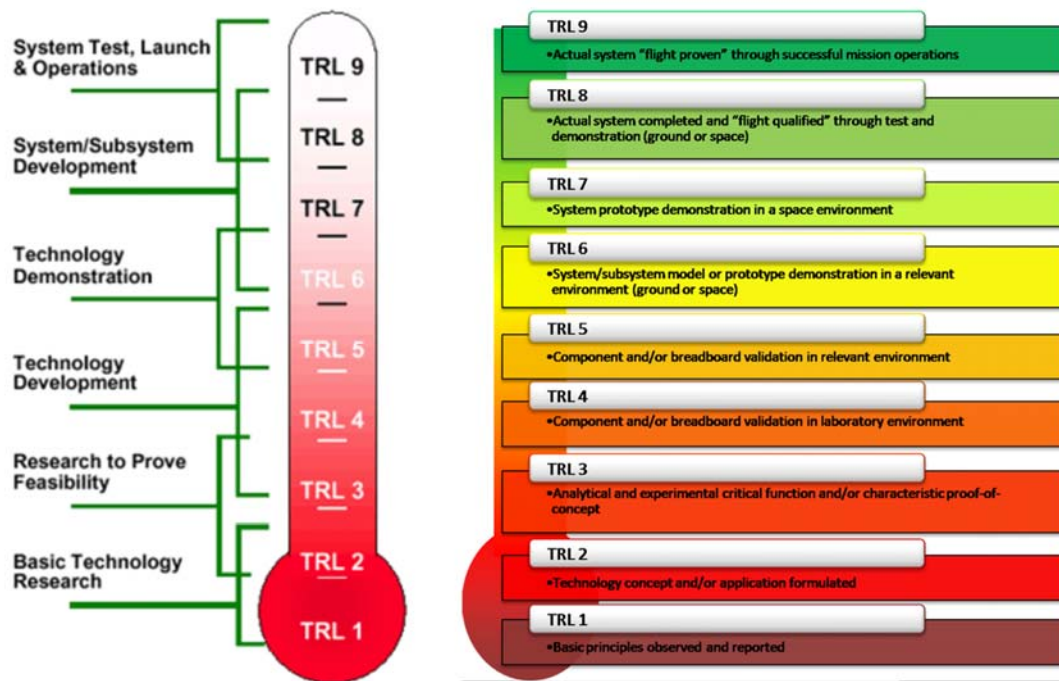 System Test, Launch
& Operations
System/Subsystem
Development
Technology
Demonstration
Technology
Development
Research to Prove
Feasibility
Basic Technology
Research
TRL 9
TRL 8
TRL 7
TRL 6
TRL 5
TRL 4
TRL 3
TRL 2
TRL 1
TRL 9
•Actual system “flight proven” through successful mission operations
TRL 8
•Actual system completed and “flight qualified” through test and
demonstration (ground or space)
TRL 7
•System prototype demonstration in a space environment
TRL 6
•System/subsystem model or prototype demonstration in a relevant
environment (ground or space)
TRL 5
•Component and/or breadboard validation in relevant environment
TRL 4
•Component and/or breadboard validation in laboratory environment
TRL 3
•Analytical and experimental critical function and/or characteristic proof-of-
concept
TRL 2
•Technology concept and/or application formulated
TRL 1
•Basic principles observed and reported